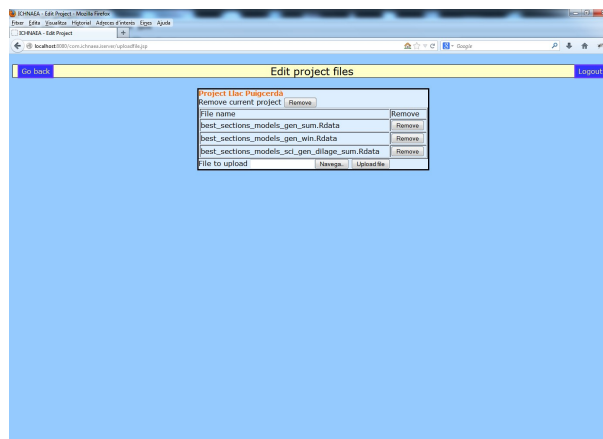 ICHNAEA - Edit Project - Mozilla Firefox
Fitxer Edita Visualitza Historial Adreces d'interès Eines Ajuda
ICHNAEA - Edit Project
localhost:8080/com.ichnaea.iserver/uploadfile.jsp
Google
Go back Edit project files Logout
Project Llac Puigcerdà
Remove current project Remove
File name Remove
best_sections_models_gen_sum.Rdata Remove
best_sections_models_gen_win.Rdata Remove
best_sections_models_sci_gen_dilage_sum.Rdata Remove
File to upload Navega... Upload file